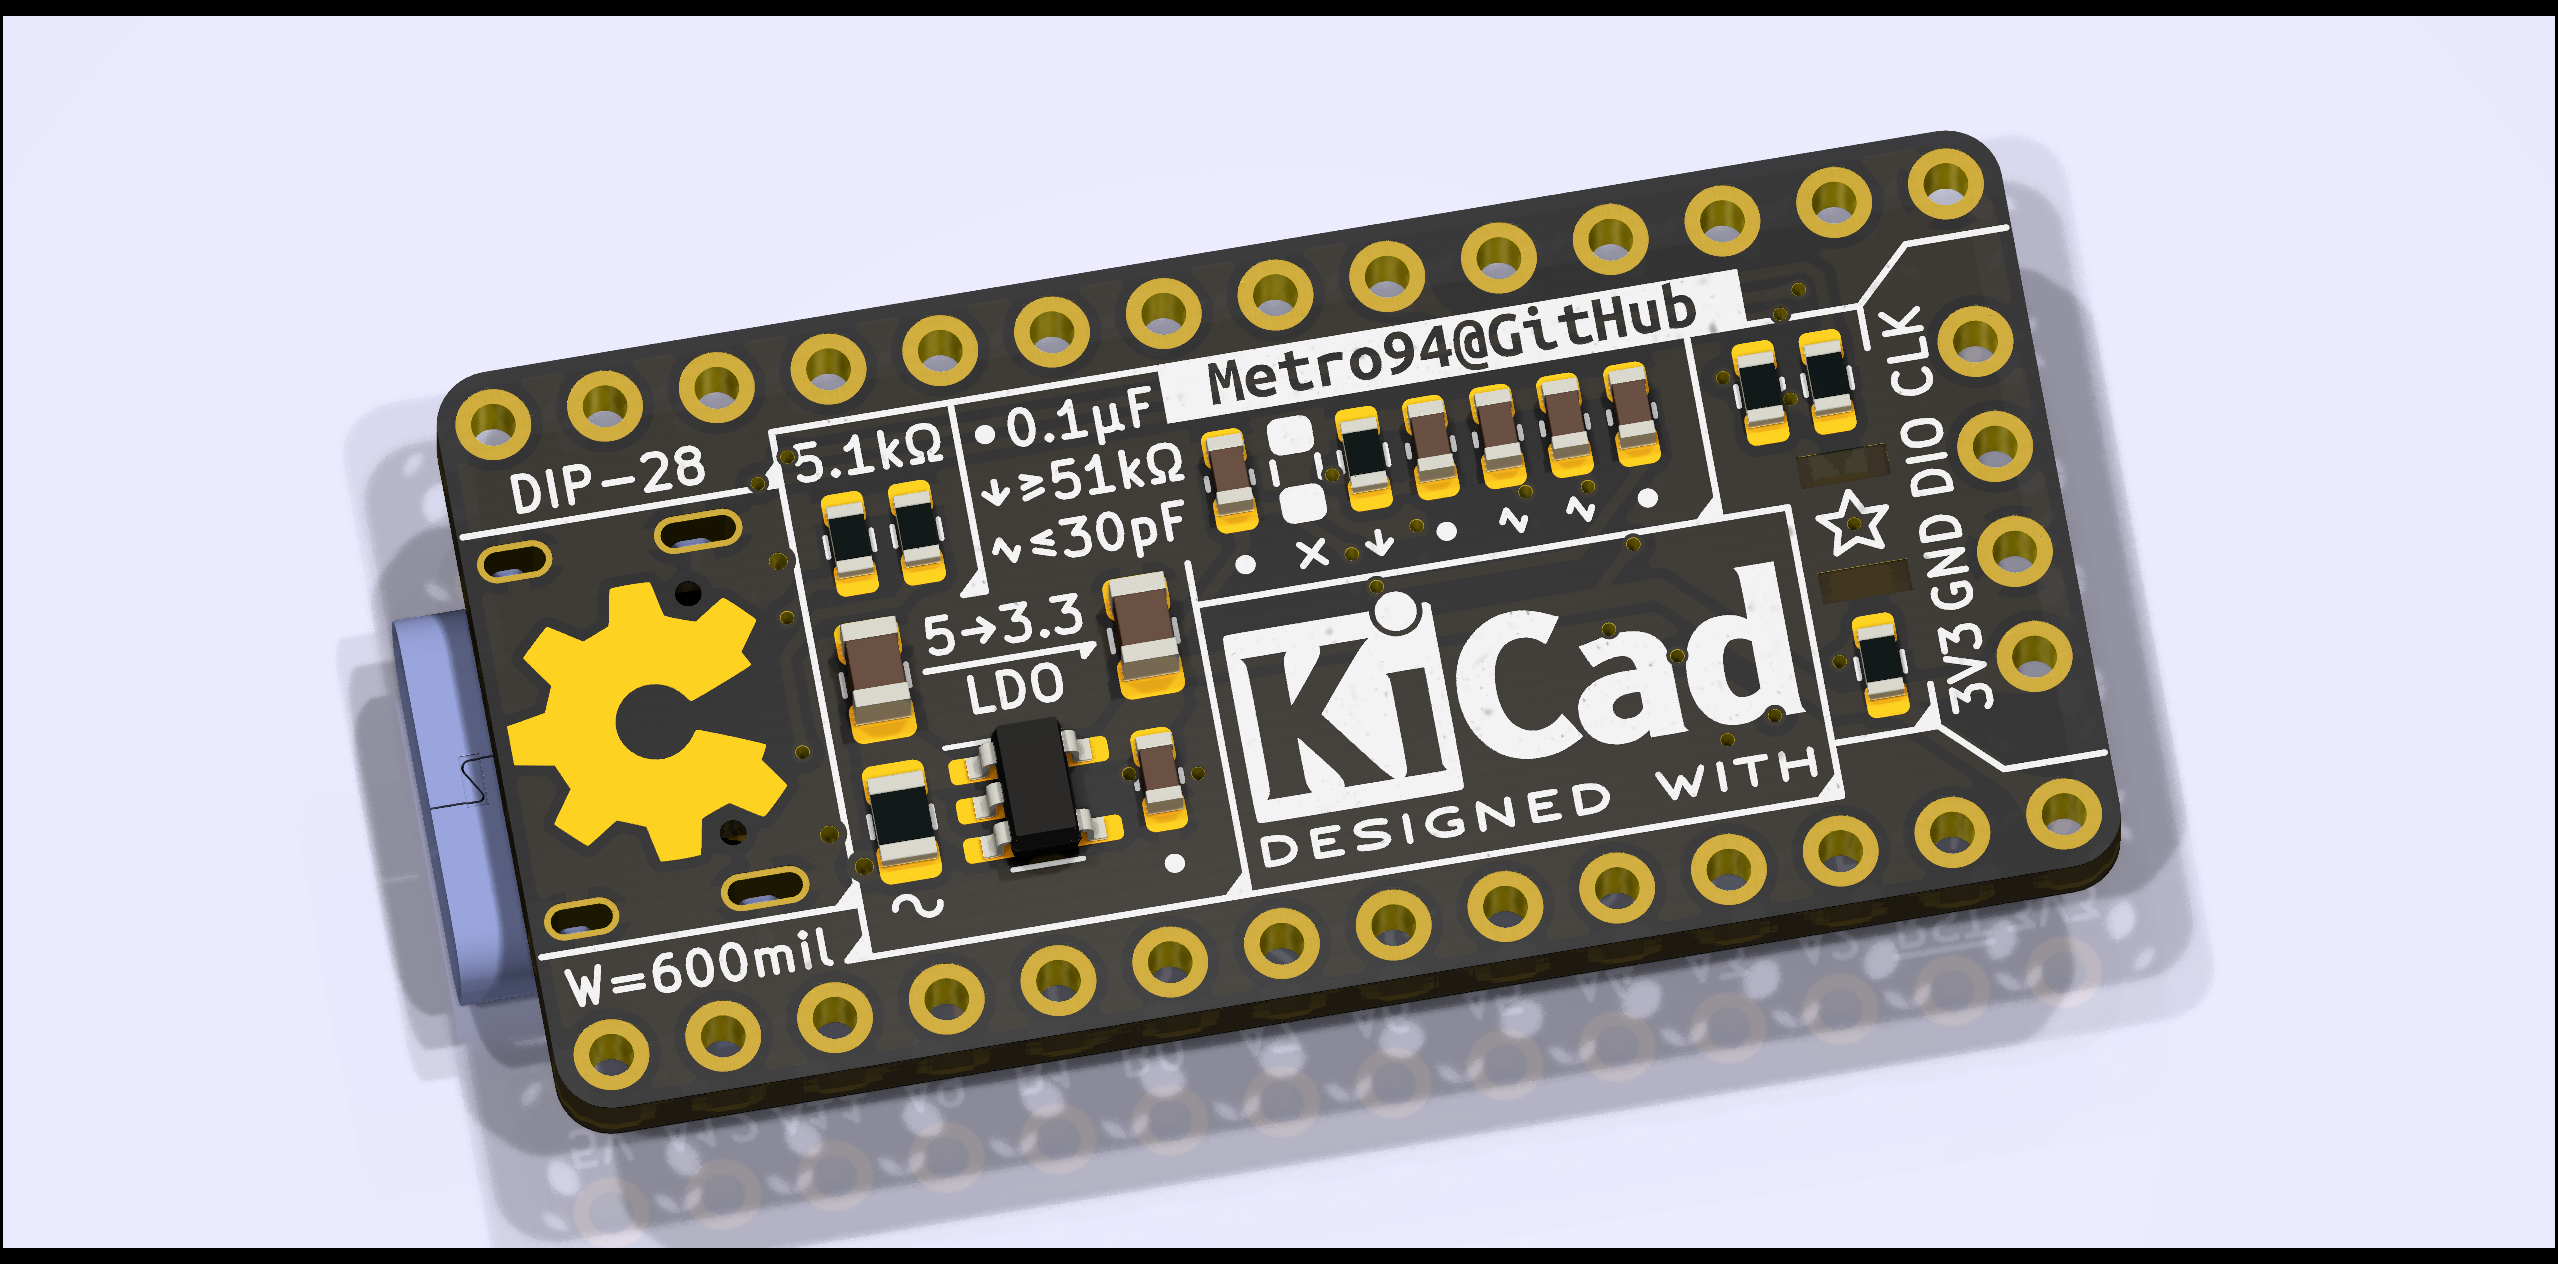 Metro94@GitHub
DIP-28
5.1kΩ
•0.1µF
↓≥51kΩ
∿≤30pF
• × ↓ • ∿ ∿ •
5→3.3
LDO
KiCad
DESIGNED WITH
CLK
DIO
GND
3V3
W=600mil